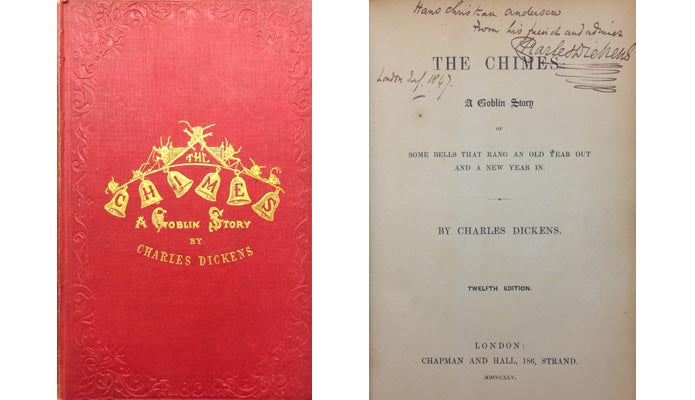 THE
CHIMES
A GOBLIN STORY
BY
CHARLES DICKENS
Hans Christian Andersen
From his friend and admirer
Charles Dickens
London July. 1847.
THE CHIMES:
A Goblin Story
OF
SOME BELLS THAT RANG AN OLD YEAR OUT
AND A NEW YEAR IN.
BY CHARLES DICKENS.
TWELFTH EDITION.
LONDON:
CHAPMAN AND HALL, 186, STRAND.
MDCCCXLV.